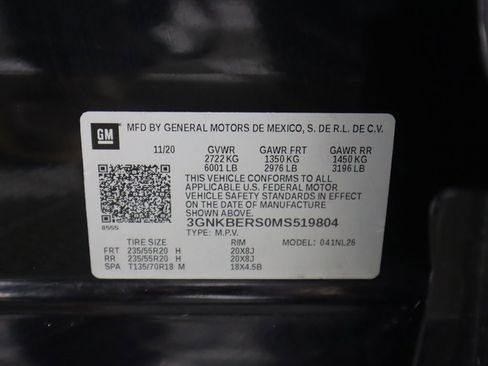 GM
MFD BY GENERAL MOTORS DE MEXICO, S. DE R.L. DE C.V.
11/20 GVWR GAWR FRT GAWR RR
2722 KG 1350 KG 1450 KG
6001 LB 2976 LB 3196 LB
THIS VEHICLE CONFORMS TO ALL
APPLICABLE U.S. FEDERAL MOTOR
VEHICLE SAFETY STANDARDS IN EFFECT
ON THE DATE OF MANUFACTURE SHOWN ABOVE.
3GNKBERS0MS519804
TYPE: M.P.V.
8555
TIRE SIZE RIM MODEL: 041NL26
FRT 235/55R20 H 20X8J
RR 235/55R20 H 20X8J
SPA T135/70R18 M 18X4.5B